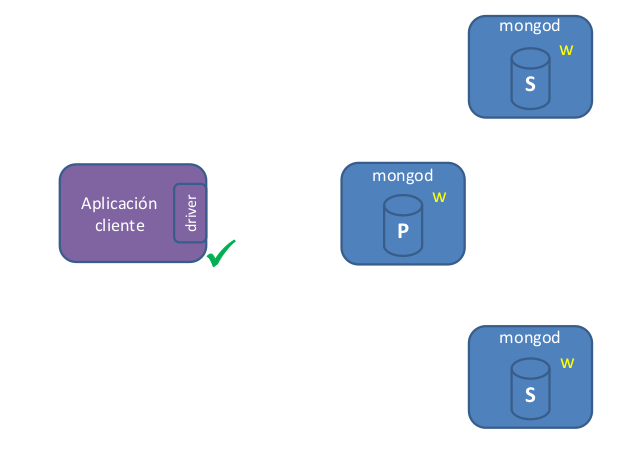 mongod
w
S
Aplicación
cliente
driver
mongod
w
P
mongod
w
S